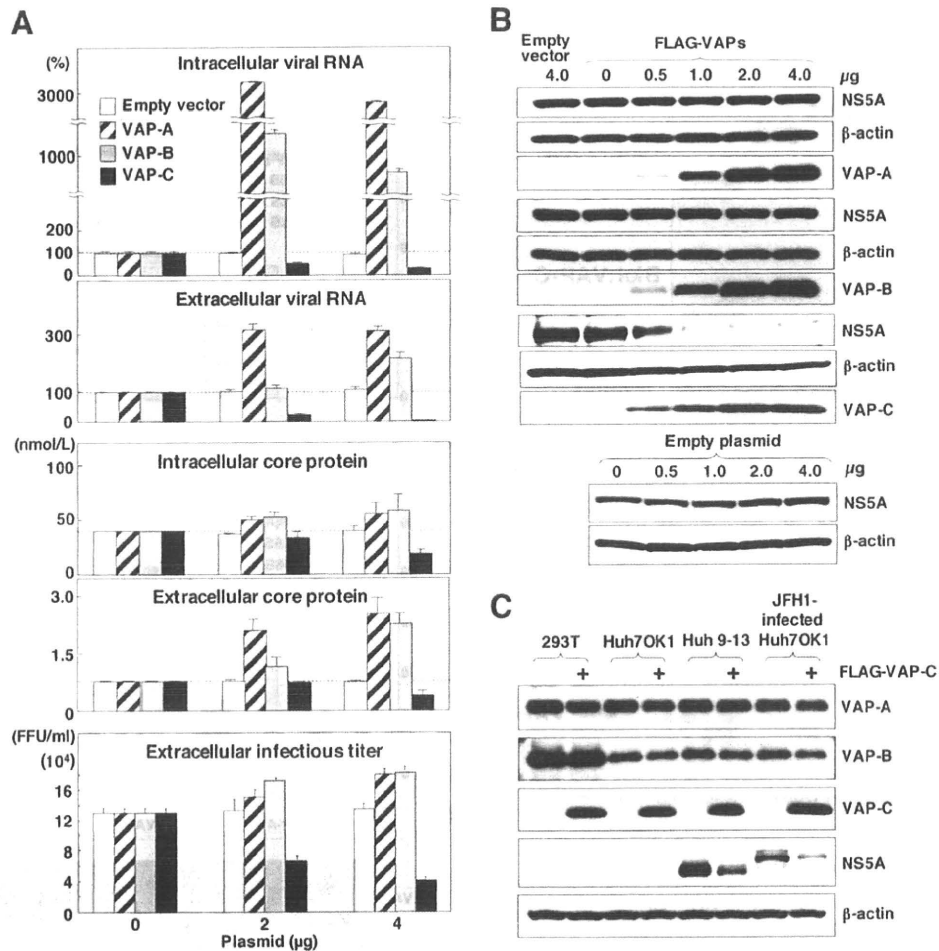 A
(%)
Intracellular viral RNA
3000
Empty vector
VAP-A
VAP-B
VAP-C
1000
200
100
0
Extracellular viral RNA
300
100
0
(nmol/L)
Intracellular core protein
100
50
0
Extracellular core protein
3.0
1.5
0
(FFU/ml)
(10⁴)
Extracellular infectious titer
16
12
8
4
0
0 2 4
Plasmid (µg)
B
Empty vector
FLAG-VAPs
4.0 0 0.5 1.0 2.0 4.0 µg
NS5A
β-actin
VAP-A
NS5A
β-actin
VAP-B
NS5A
β-actin
VAP-C
Empty plasmid
0 0.5 1.0 2.0 4.0 µg
NS5A
β-actin
C
293T Huh7OK1 Huh 9-13 JFH1-infected Huh7OK1
+ + + + FLAG-VAP-C
VAP-A
VAP-B
VAP-C
NS5A
β-actin